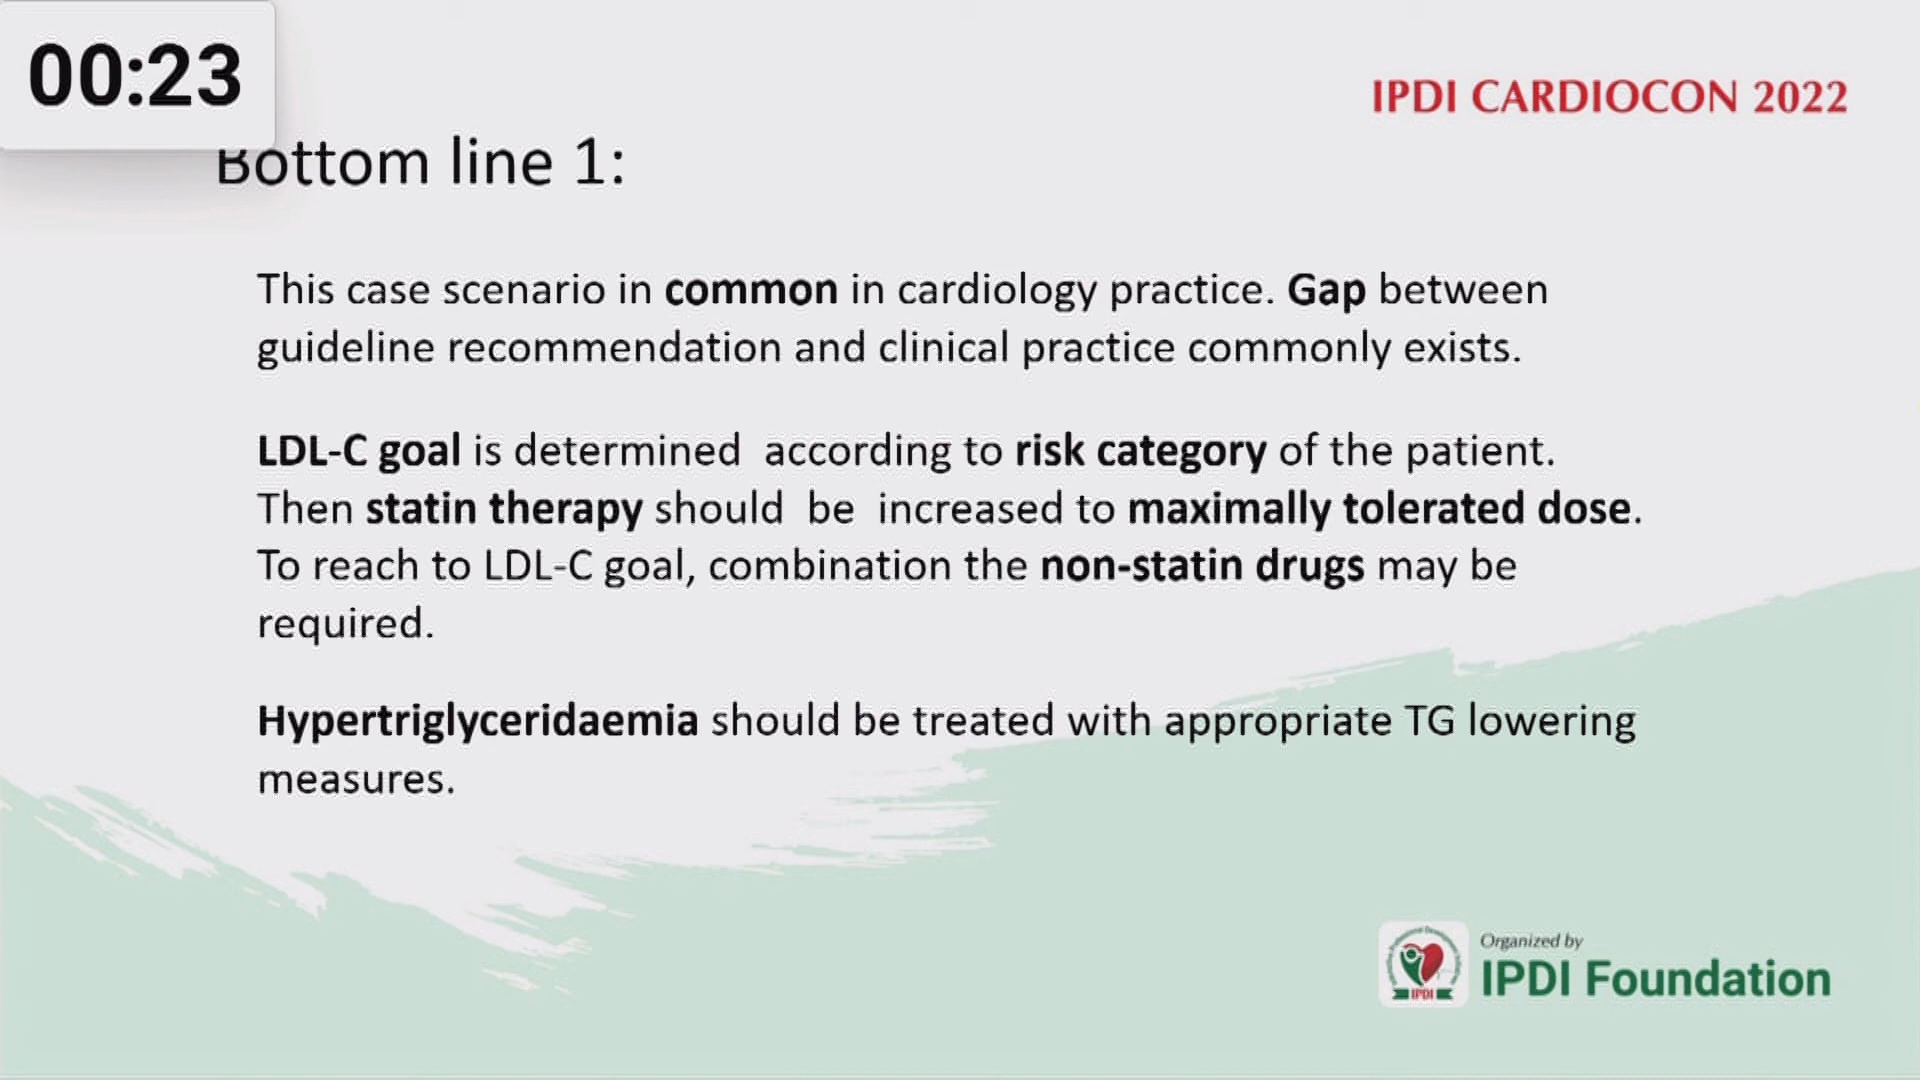 00:23
IPDI CARDIOCON 2022
Bottom line 1:
This case scenario in common in cardiology practice. Gap between
guideline recommendation and clinical practice commonly exists.
LDL-C goal is determined according to risk category of the patient.
Then statin therapy should be increased to maximally tolerated dose.
To reach to LDL-C goal, combination the non-statin drugs may be
required.
Hypertriglyceridaemia should be treated with appropriate TG lowering
measures.
Organized by
IPDI Foundation
IPDI